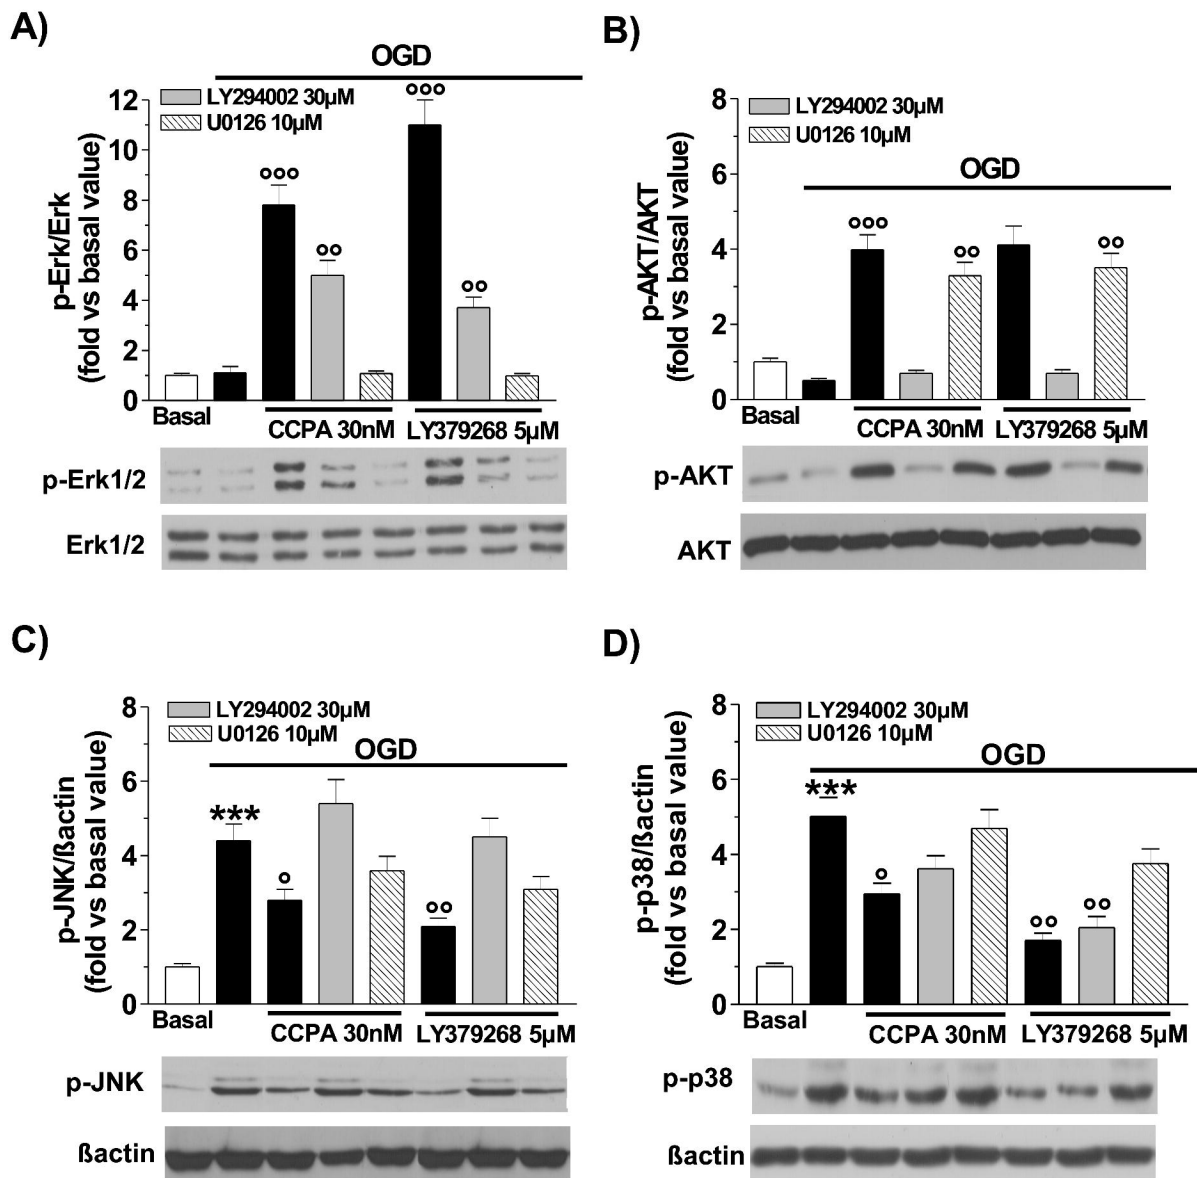 A)
OGD
LY294002 30µM
U0126 10µM
p-Erk/Erk
(fold vs basal value)
12
10
8
6
4
2
0
°°°
°°
°°°
°°
Basal
CCPA 30nM
LY379268 5µM
p-Erk1/2
Erk1/2
B)
LY294002 30µM
U0126 10µM
OGD
p-AKT/AKT
(fold vs basal value)
8
6
4
2
0
°°°
°°
°°
Basal
CCPA 30nM
LY379268 5µM
p-AKT
AKT
C)
LY294002 30µM
U0126 10µM
OGD
p-JNK/ßactin
(fold vs basal value)
8
6
4
2
0
***
°
°°
Basal
CCPA 30nM
LY379268 5µM
p-JNK
ßactin
D)
LY294002 30µM
U0126 10µM
OGD
p-p38/ßactin
(fold vs basal value)
8
6
4
2
0
***
°
°°
°°
Basal
CCPA 30nM
LY379268 5µM
p-p38
ßactin